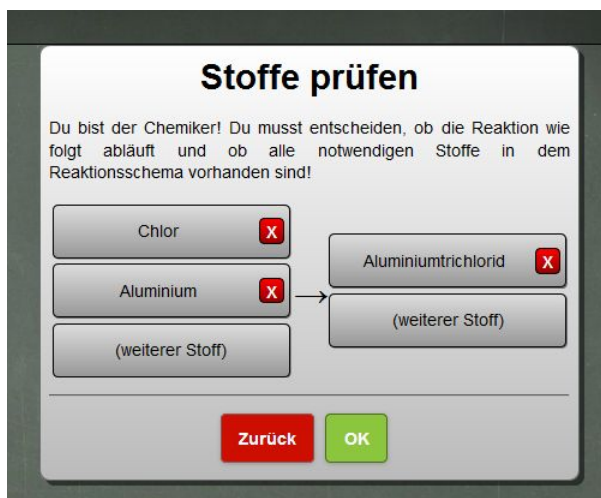 Stoffe prüfen
Du bist der Chemiker! Du musst entscheiden, ob die Reaktion wie
folgt abläuft und ob alle notwendigen Stoffe in dem
Reaktionsschema vorhanden sind!
Chlor X
Aluminium X
(weiterer Stoff)
→
Aluminiumtrichlorid X
(weiterer Stoff)
Zurück OK